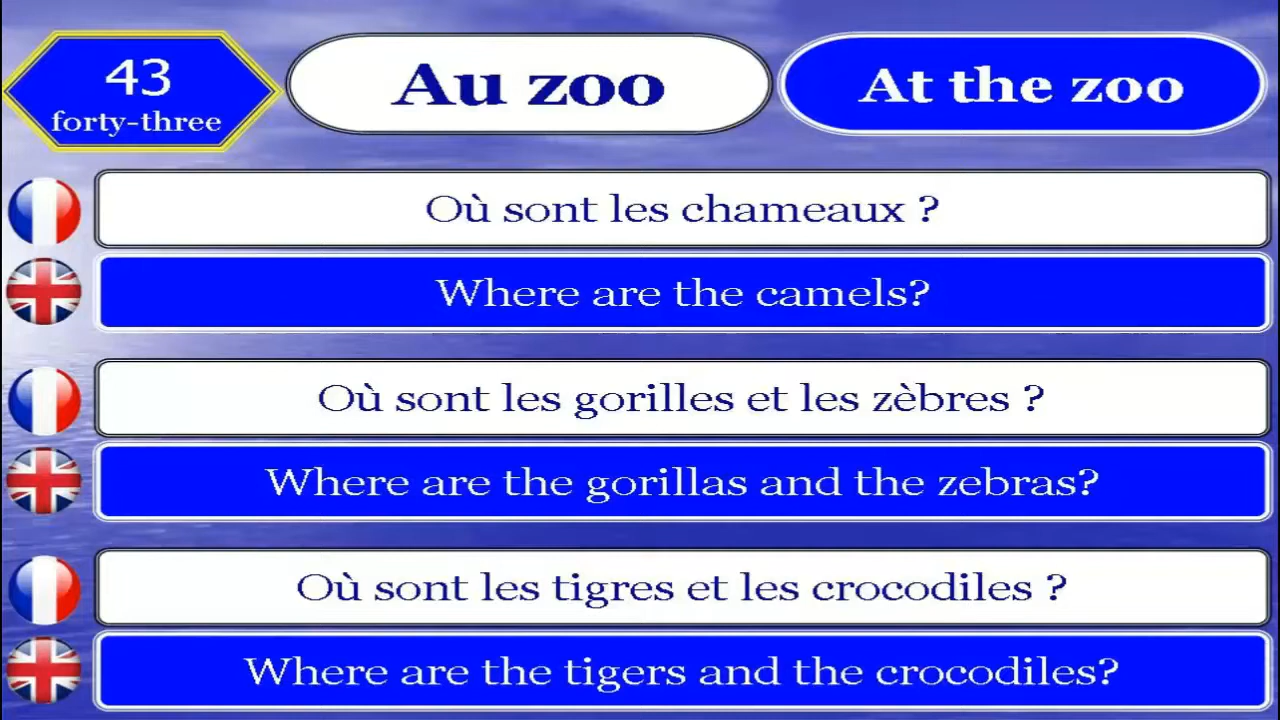 43
forty-three
Au zoo
At the zoo
Où sont les chameaux ?
Where are the camels?
Où sont les gorilles et les zèbres ?
Where are the gorillas and the zebras?
Où sont les tigres et les crocodiles ?
Where are the tigers and the crocodiles?